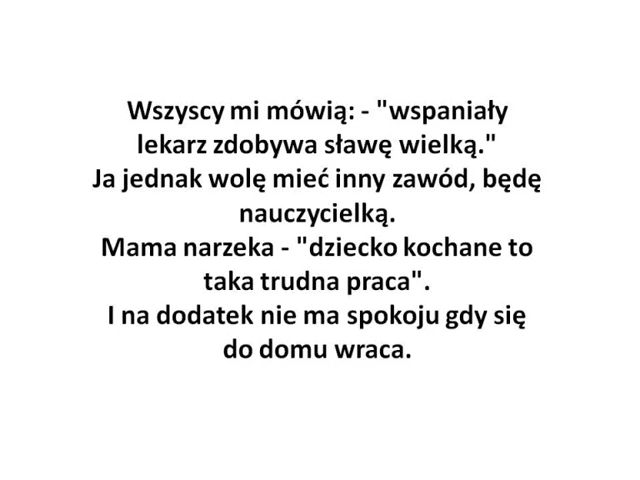 Wszyscy mi mówią: - "wspaniały
lekarz zdobywa sławę wielką."
Ja jednak wolę mieć inny zawód, będę
nauczycielką.
Mama narzeka - "dziecko kochane to
taka trudna praca".
I na dodatek nie ma spokoju gdy się
do domu wraca.